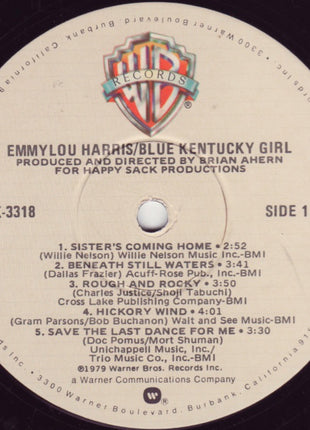 WB
RECORDS
EMMYLOU HARRIS/BLUE KENTUCKY GIRL
PRODUCED AND DIRECTED BY BRIAN AHERN
FOR HAPPY SACK PRODUCTIONS
-3318
SIDE 1
1. SISTER'S COMING HOME • 2:52
(Willie Nelson) Willie Nelson Music Inc.-BMI
2. BENEATH STILL WATERS • 3:41
(Dallas Frazier) Acuff-Rose Pub., Inc.-BMI
3. ROUGH AND ROCKY • 3:50
(Charles Justice/Shoji Tabuchi)
Cross Lake Publishing Company-BMI
4. HICKORY WIND • 4:01
(Gram Parsons/Bob Buchanon) Wait and See Music-BMI
5. SAVE THE LAST DANCE FOR ME • 3:30
(Doc Pomus/Mort Shuman)
Unichappell Music, Inc./
Trio Music Co., Inc.-BMI
©1979 Warner Bros. Records Inc.
a Warner Communications Company
3300 Warner Boulevard, Burbank, California
3300 Warner